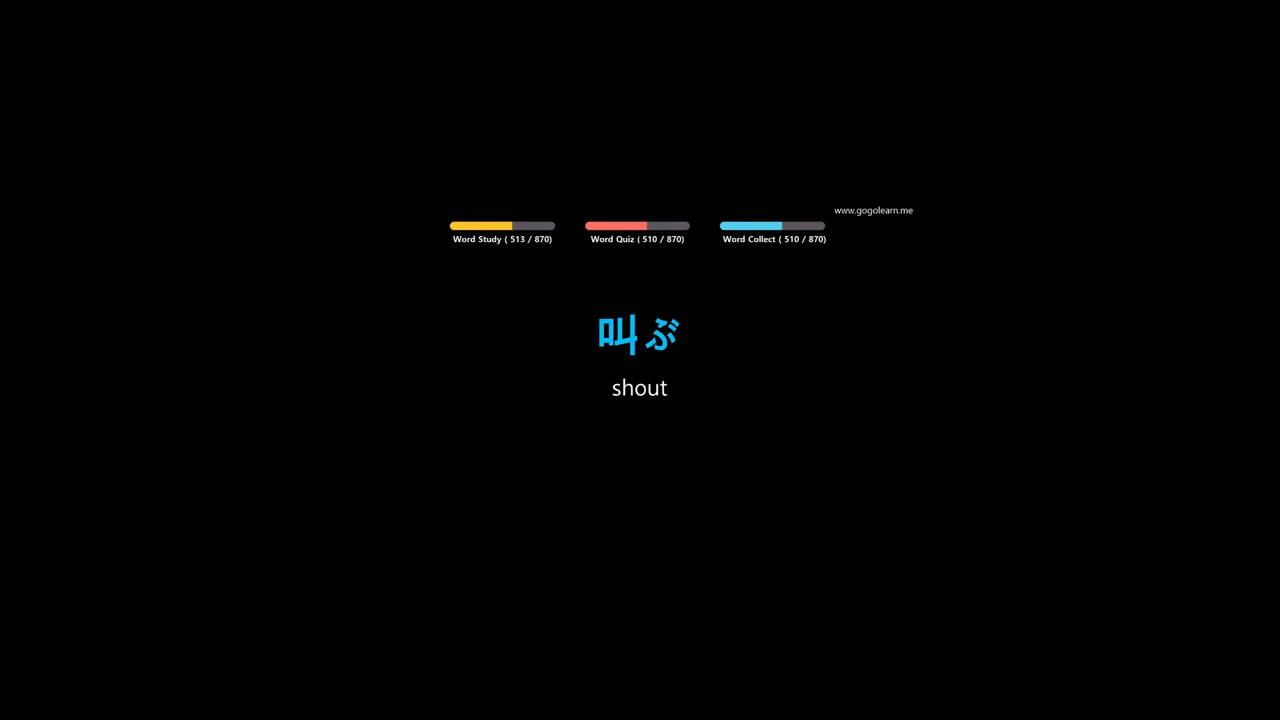 www.gogolearn.me
Word Study ( 513 / 870)
Word Quiz ( 510 / 870)
Word Collect ( 510 / 870)
叫ぶ
shout